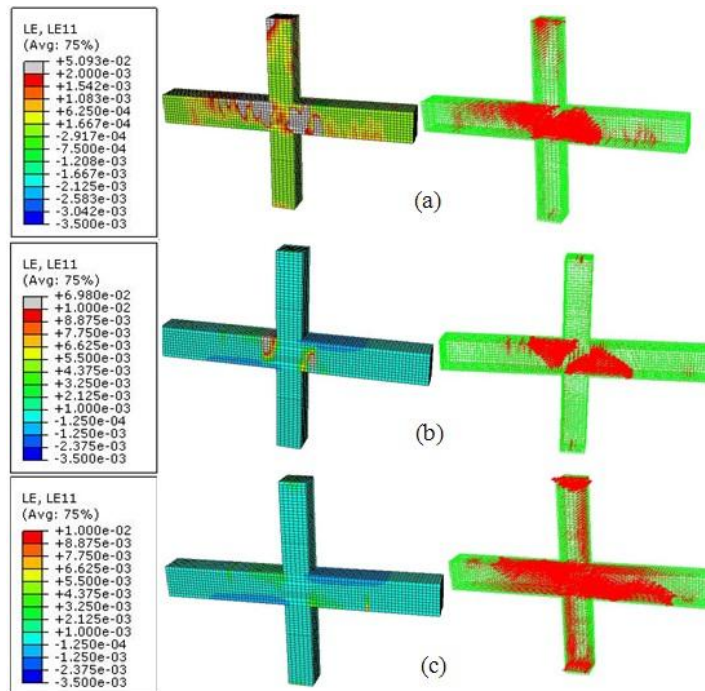 LE, LE11
(Avg: 75%)
+5.093e-02
+2.000e-03
+1.542e-03
+1.083e-03
+6.250e-04
+1.667e-04
-2.917e-04
-7.500e-04
-1.208e-03
-1.667e-03
-2.125e-03
-2.583e-03
-3.042e-03
-3.500e-03
(a)
LE, LE11
(Avg: 75%)
+6.980e-02
+1.000e-02
+8.875e-03
+7.750e-03
+6.625e-03
+5.500e-03
+4.375e-03
+3.250e-03
+2.125e-03
+1.000e-03
-1.250e-04
-1.250e-03
-2.375e-03
-3.500e-03
(b)
LE, LE11
(Avg: 75%)
+1.000e-02
+8.875e-03
+7.750e-03
+6.625e-03
+5.500e-03
+4.375e-03
+3.250e-03
+2.125e-03
+1.000e-03
-1.250e-04
-1.250e-03
-2.375e-03
-3.500e-03
(c)